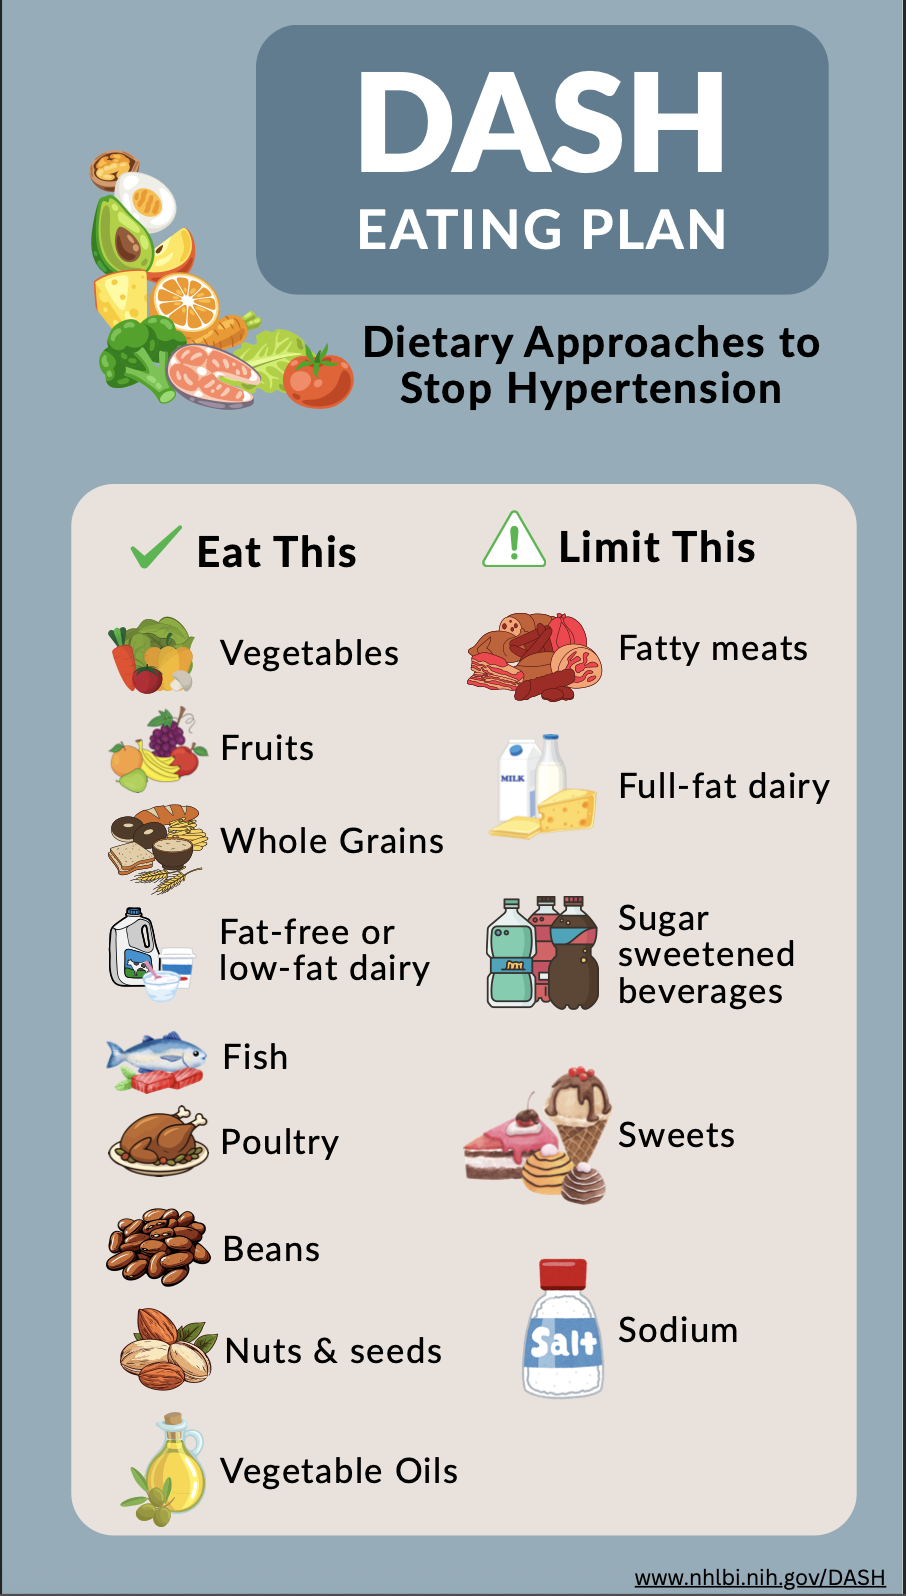 DASH
EATING PLAN
Dietary Approaches to
Stop Hypertension
Eat This
Vegetables
Fruits
Whole Grains
Fat-free or
low-fat dairy
Fish
Poultry
Beans
Nuts & seeds
Vegetable Oils
Limit This
Fatty meats
MILK
Full-fat dairy
Sugar
sweetened
beverages
Sweets
Salt
Sodium
www.nhlbi.nih.gov/DASH